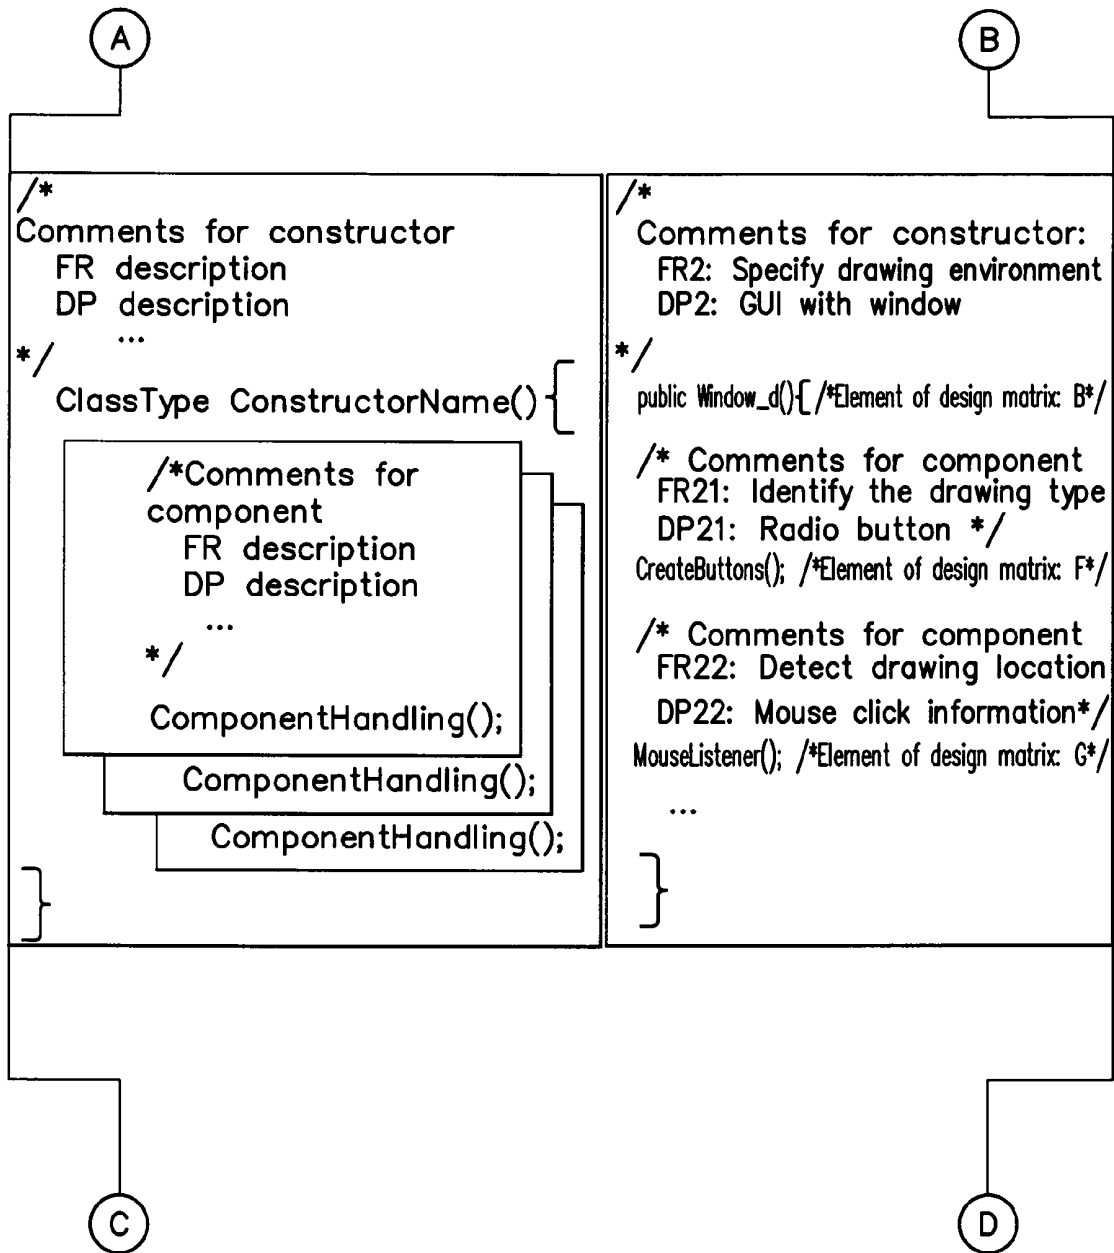 A
B
/*
Comments for constructor
FR description
DP description
...
*/
ClassType ConstructorName() {
/*Comments for
component
FR description
DP description
...
*/
ComponentHandling();
ComponentHandling();
ComponentHandling();
}
/*
Comments for constructor:
FR2: Specify drawing environment
DP2: GUI with window
*/
public Window_d(){ /*Element of design matrix: B*/
/* Comments for component
FR21: Identify the drawing type
DP21: Radio button */
CreateButtons(); /*Element of design matrix: F*/
/* Comments for component
FR22: Detect drawing location
DP22: Mouse click information*/
MouseListener(); /*Element of design matrix: G*/
...
}
C
D